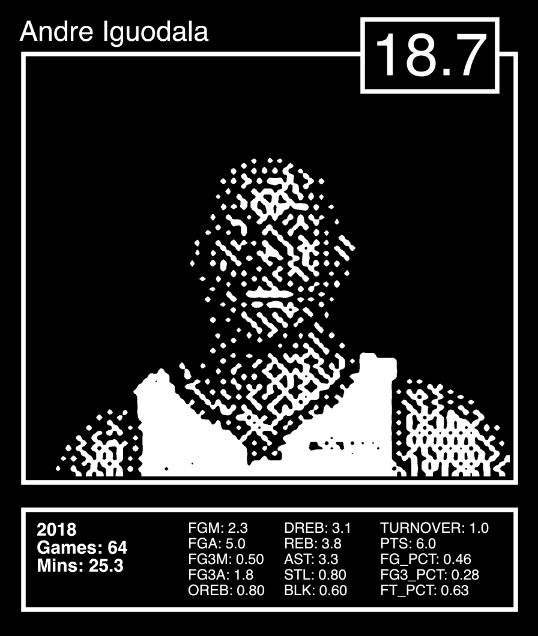 Andre Iguodala
18.7
2018
Games: 64
Mins: 25.3
FGM: 2.3
FGA: 5.0
FG3M: 0.50
FG3A: 1.8
OREB: 0.80
DREB: 3.1
REB: 3.8
AST: 3.3
STL: 0.80
BLK: 0.60
TURNOVER: 1.0
PTS: 6.0
FG_PCT: 0.46
FG3_PCT: 0.28
FT_PCT: 0.63